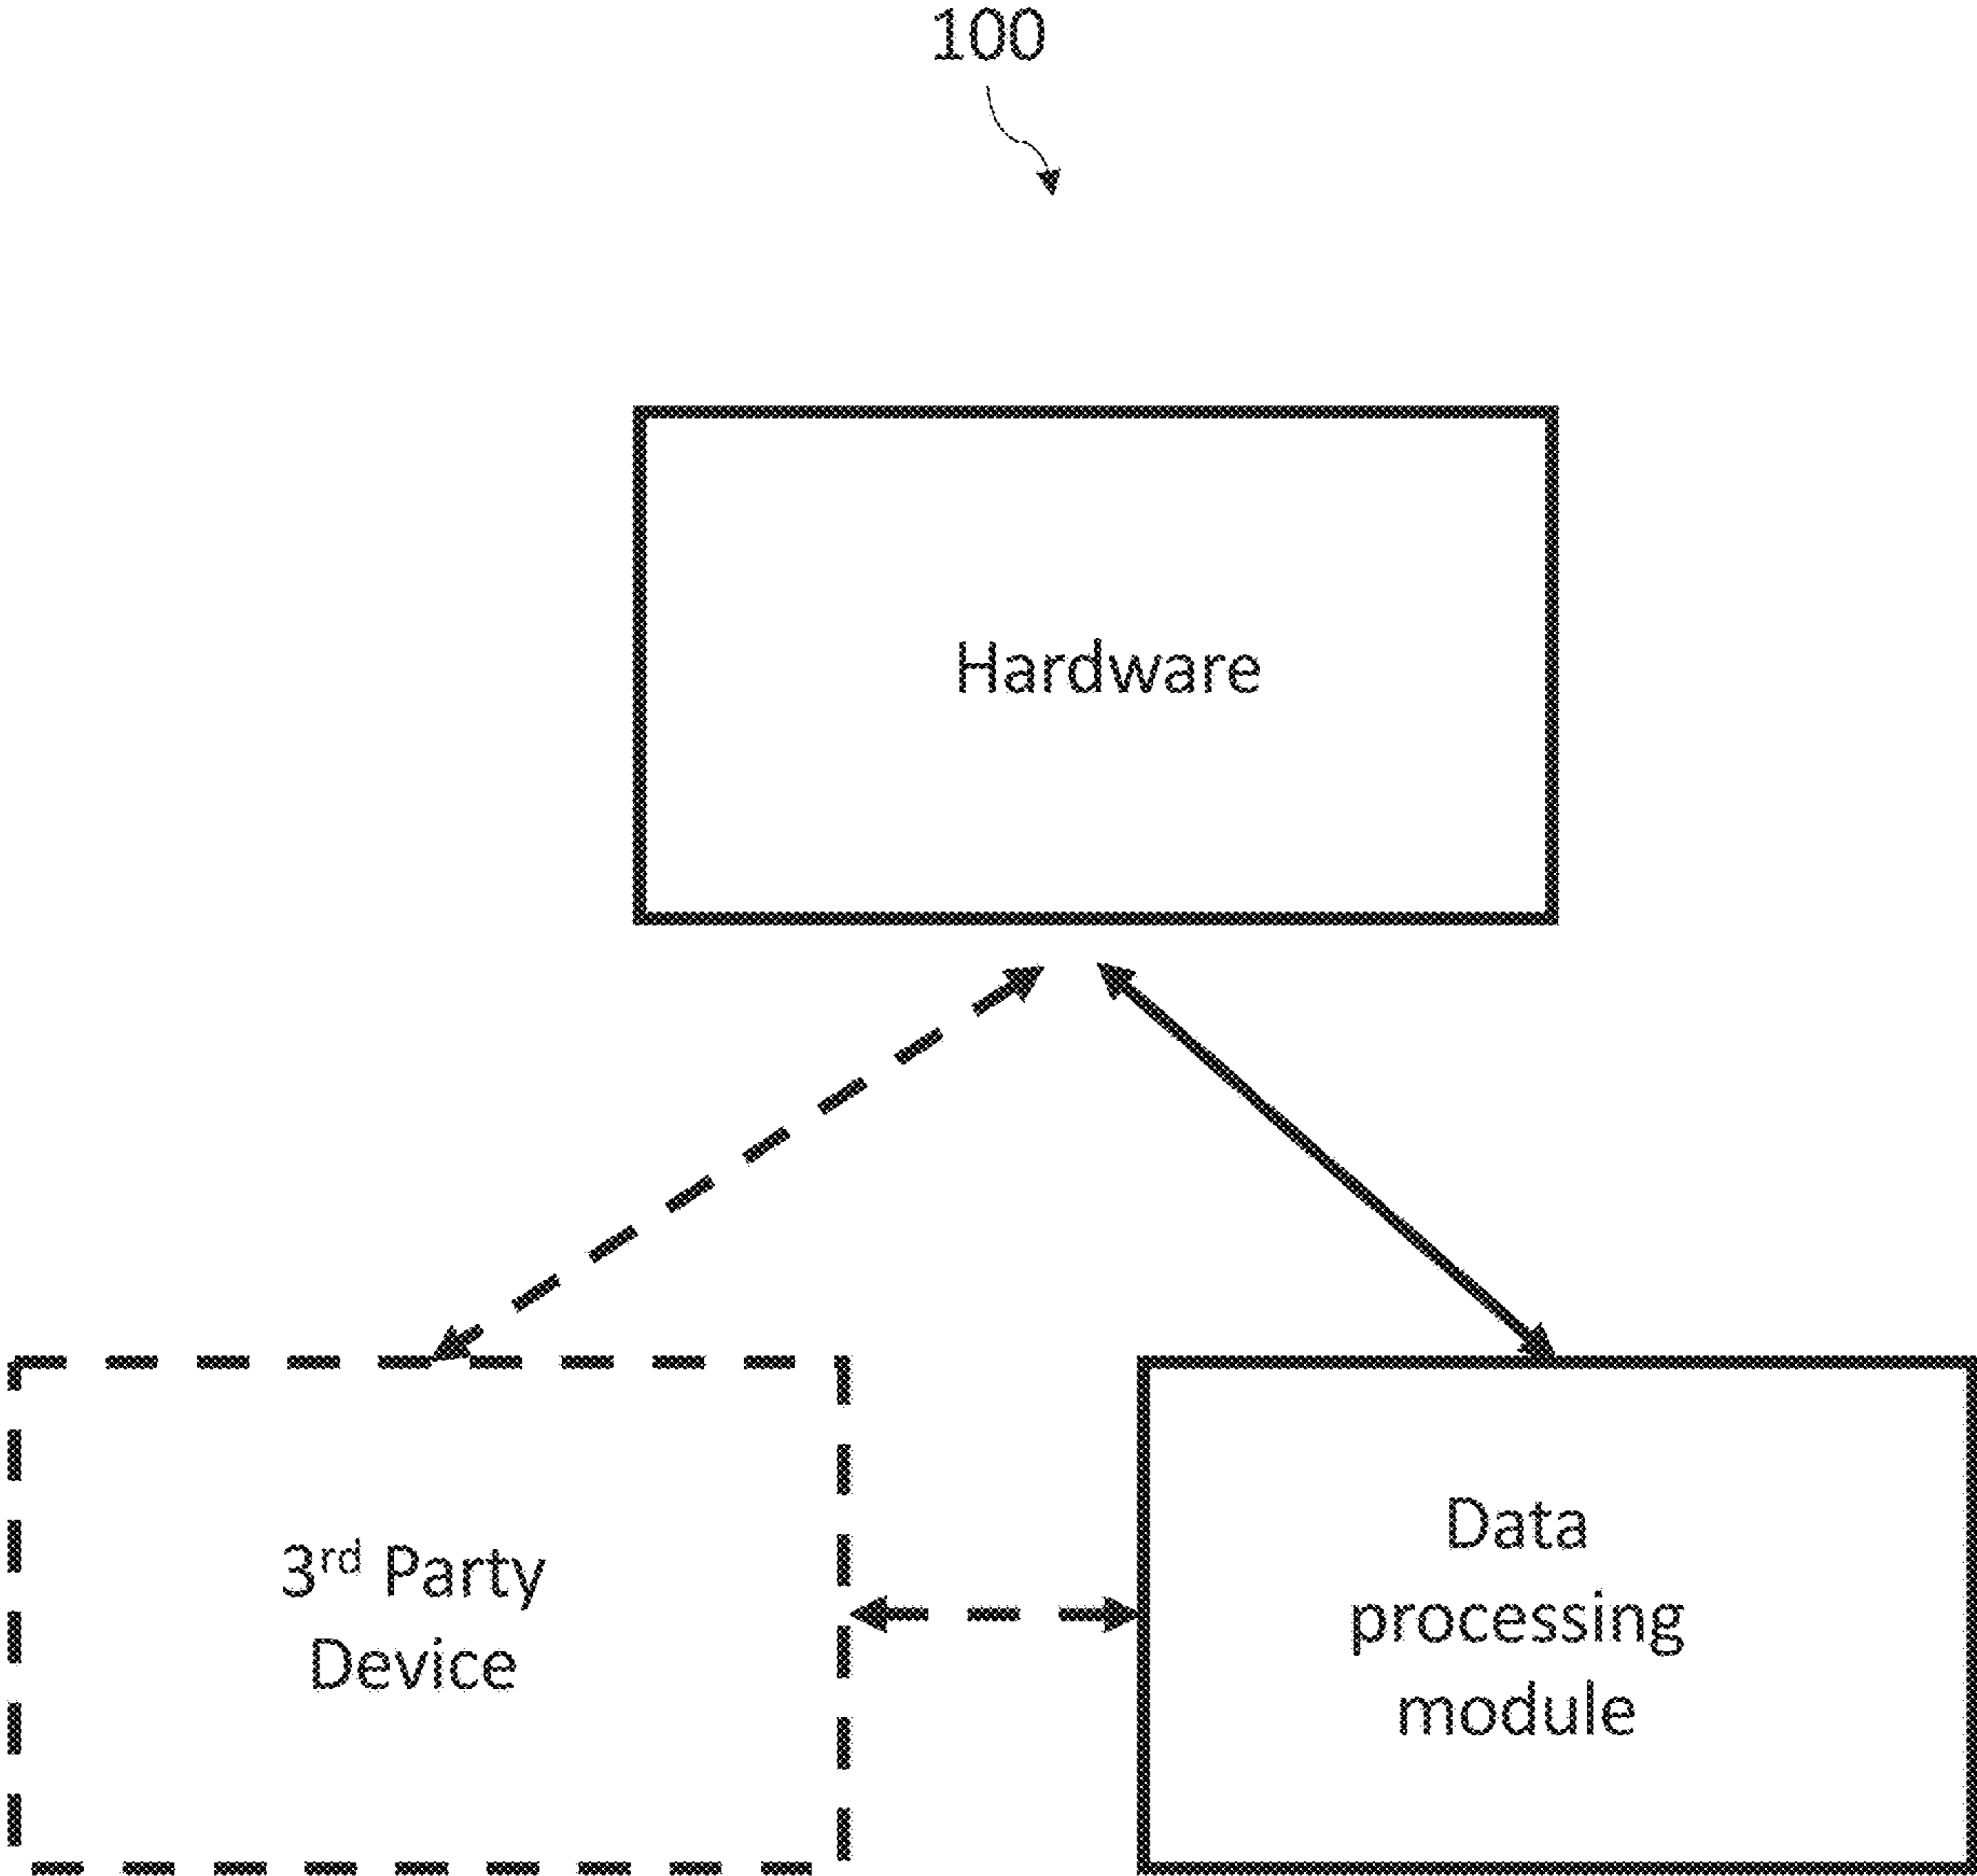 100
Hardware
3rd Party
Device
Data
processing
module